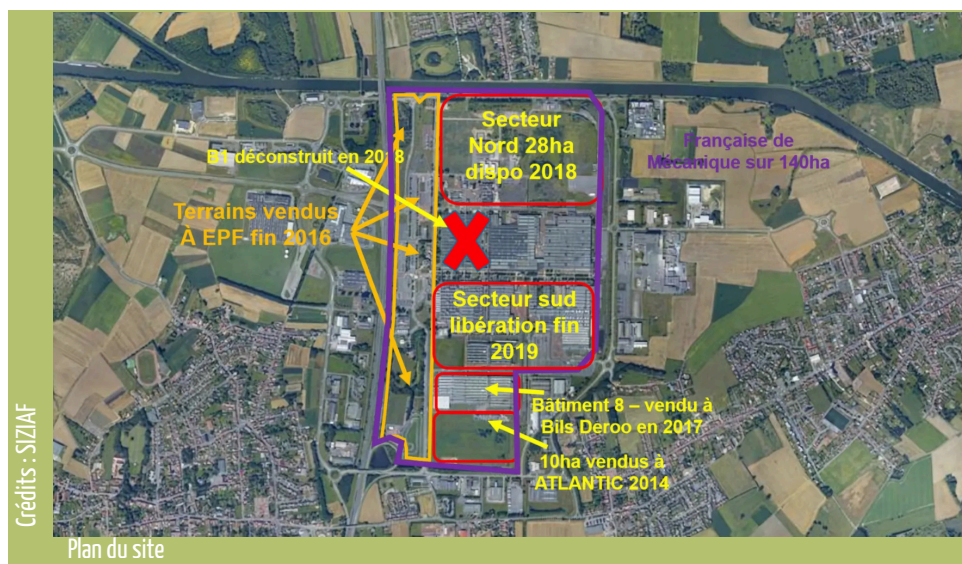 Secteur
Nord 28ha
dispo 2018
Française de
Mécanique sur 140ha
B1 déconstruit en 2018
Terrains vendus
À EPF fin 2016
Secteur sud
libération fin
2019
Bâtiment 8 – vendu à
Bils Deroo en 2017
10ha vendus à
ATLANTIC 2014
Crédits : SIZIAF
Plan du site